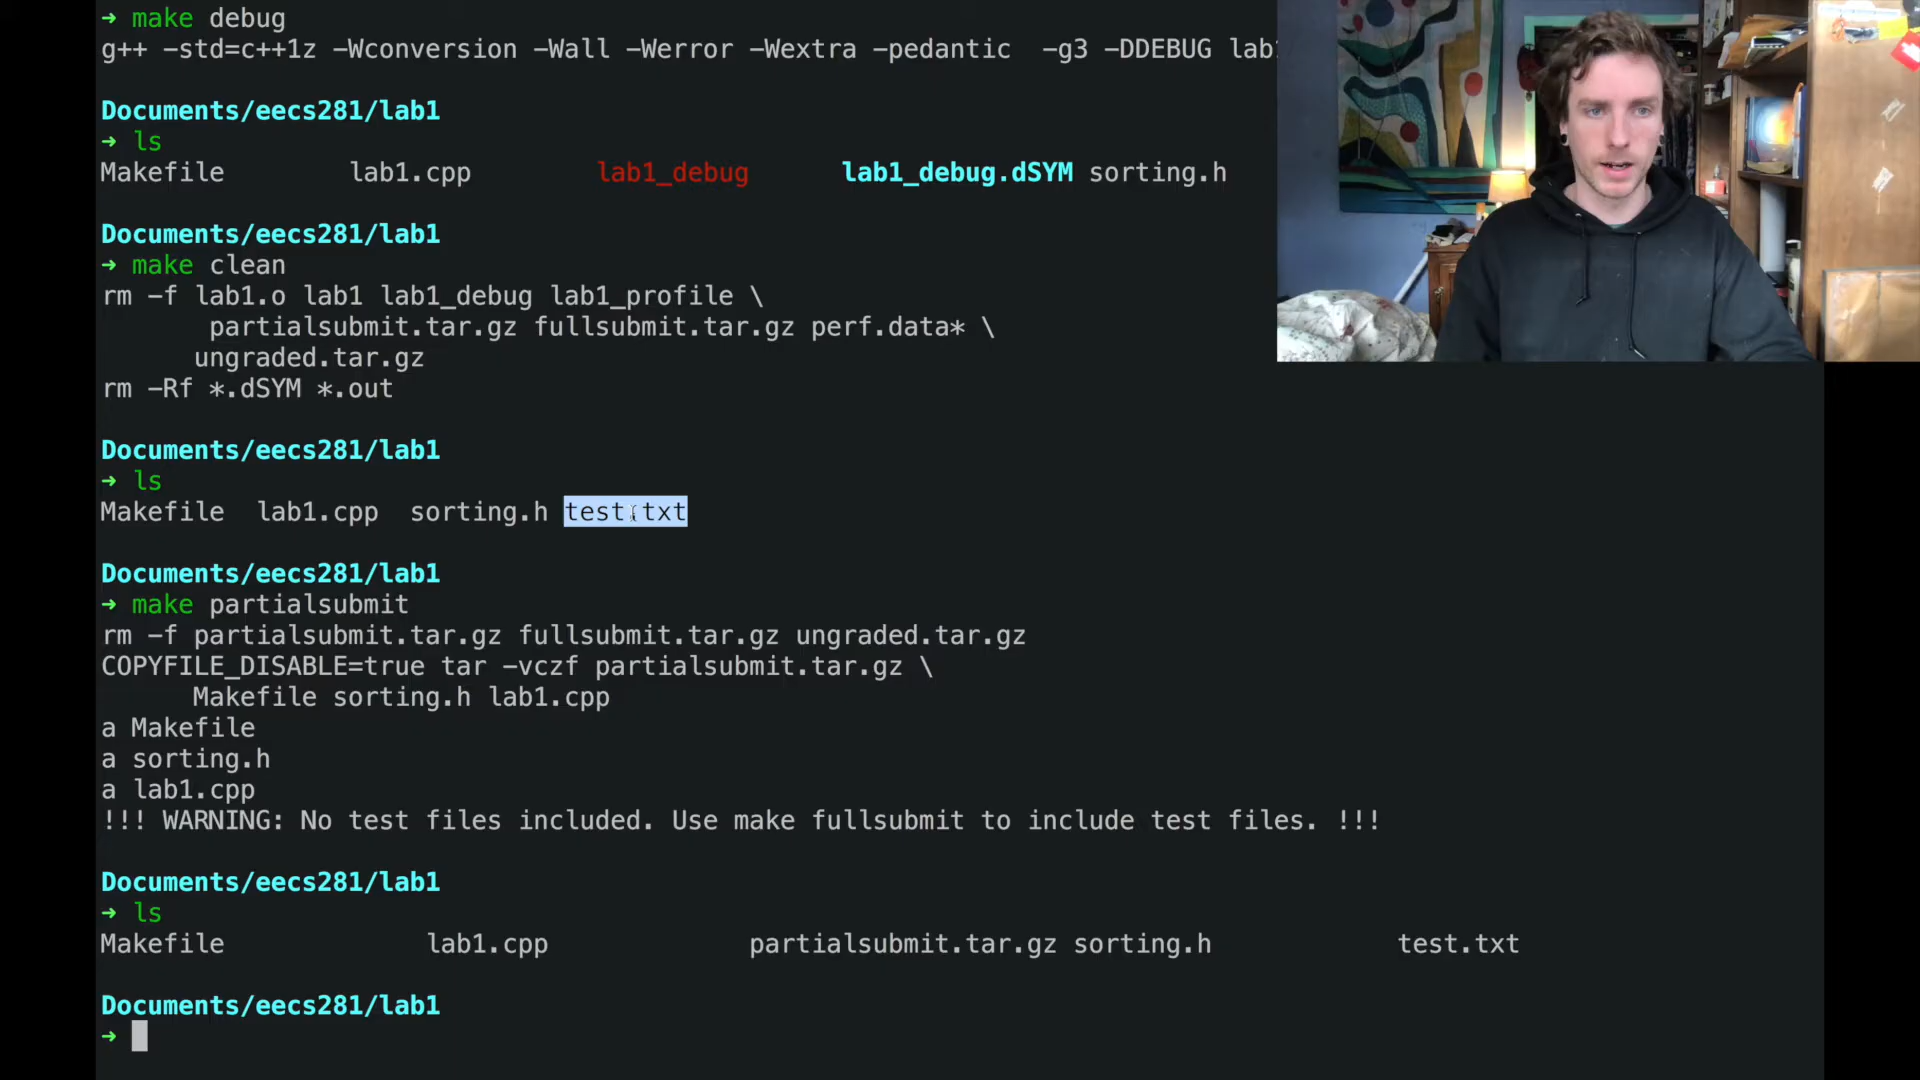 → make debug
g++ -std=c++1z -Wconversion -Wall -Werror -Wextra -pedantic  -g3 -DDEBUG lab
Documents/eecs281/lab1
→ ls
Makefile lab1.cpp lab1_debug lab1_debug.dSYM sorting.h
Documents/eecs281/lab1
→ make clean
rm -f lab1.o lab1 lab1_debug lab1_profile \
partialsubmit.tar.gz fullsubmit.tar.gz perf.data* \
ungraded.tar.gz
rm -Rf *.dSYM *.out
Documents/eecs281/lab1
→ ls
Makefile lab1.cpp sorting.h test.txt
Documents/eecs281/lab1
→ make partialsubmit
rm -f partialsubmit.tar.gz fullsubmit.tar.gz ungraded.tar.gz
COPYFILE_DISABLE=true tar -vczf partialsubmit.tar.gz \
Makefile sorting.h lab1.cpp
a Makefile
a sorting.h
a lab1.cpp
!!! WARNING: No test files included. Use make fullsubmit to include test files. !!!
Documents/eecs281/lab1
→ ls
Makefile lab1.cpp partialsubmit.tar.gz sorting.h test.txt
Documents/eecs281/lab1
→